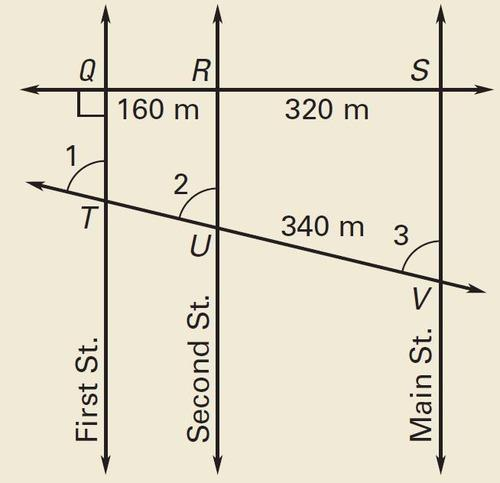 Q R S
160 m 320 m
1
2
T
U
340 m
3
V
First St.
Second St.
Main St.